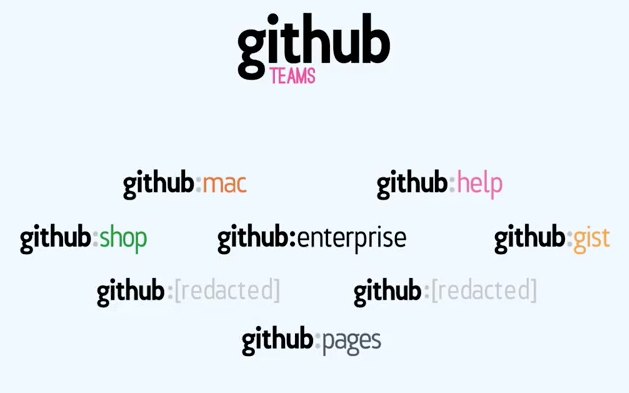 github
TEAMS
github:mac github:help
github:shop github:enterprise github:gist
github:[redacted] github:[redacted]
github:pages